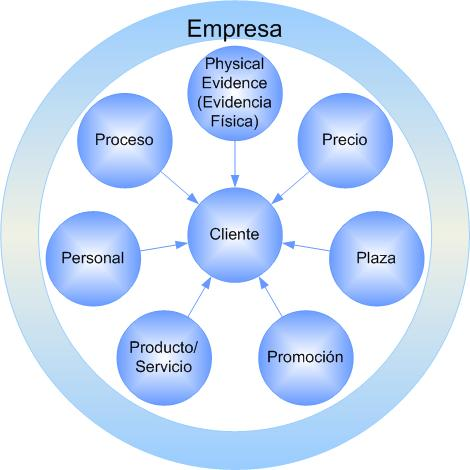 Empresa
Physical
Evidence
(Evidencia
Física)
Proceso
Precio
Cliente
Personal
Plaza
Producto/
Servicio
Promoción